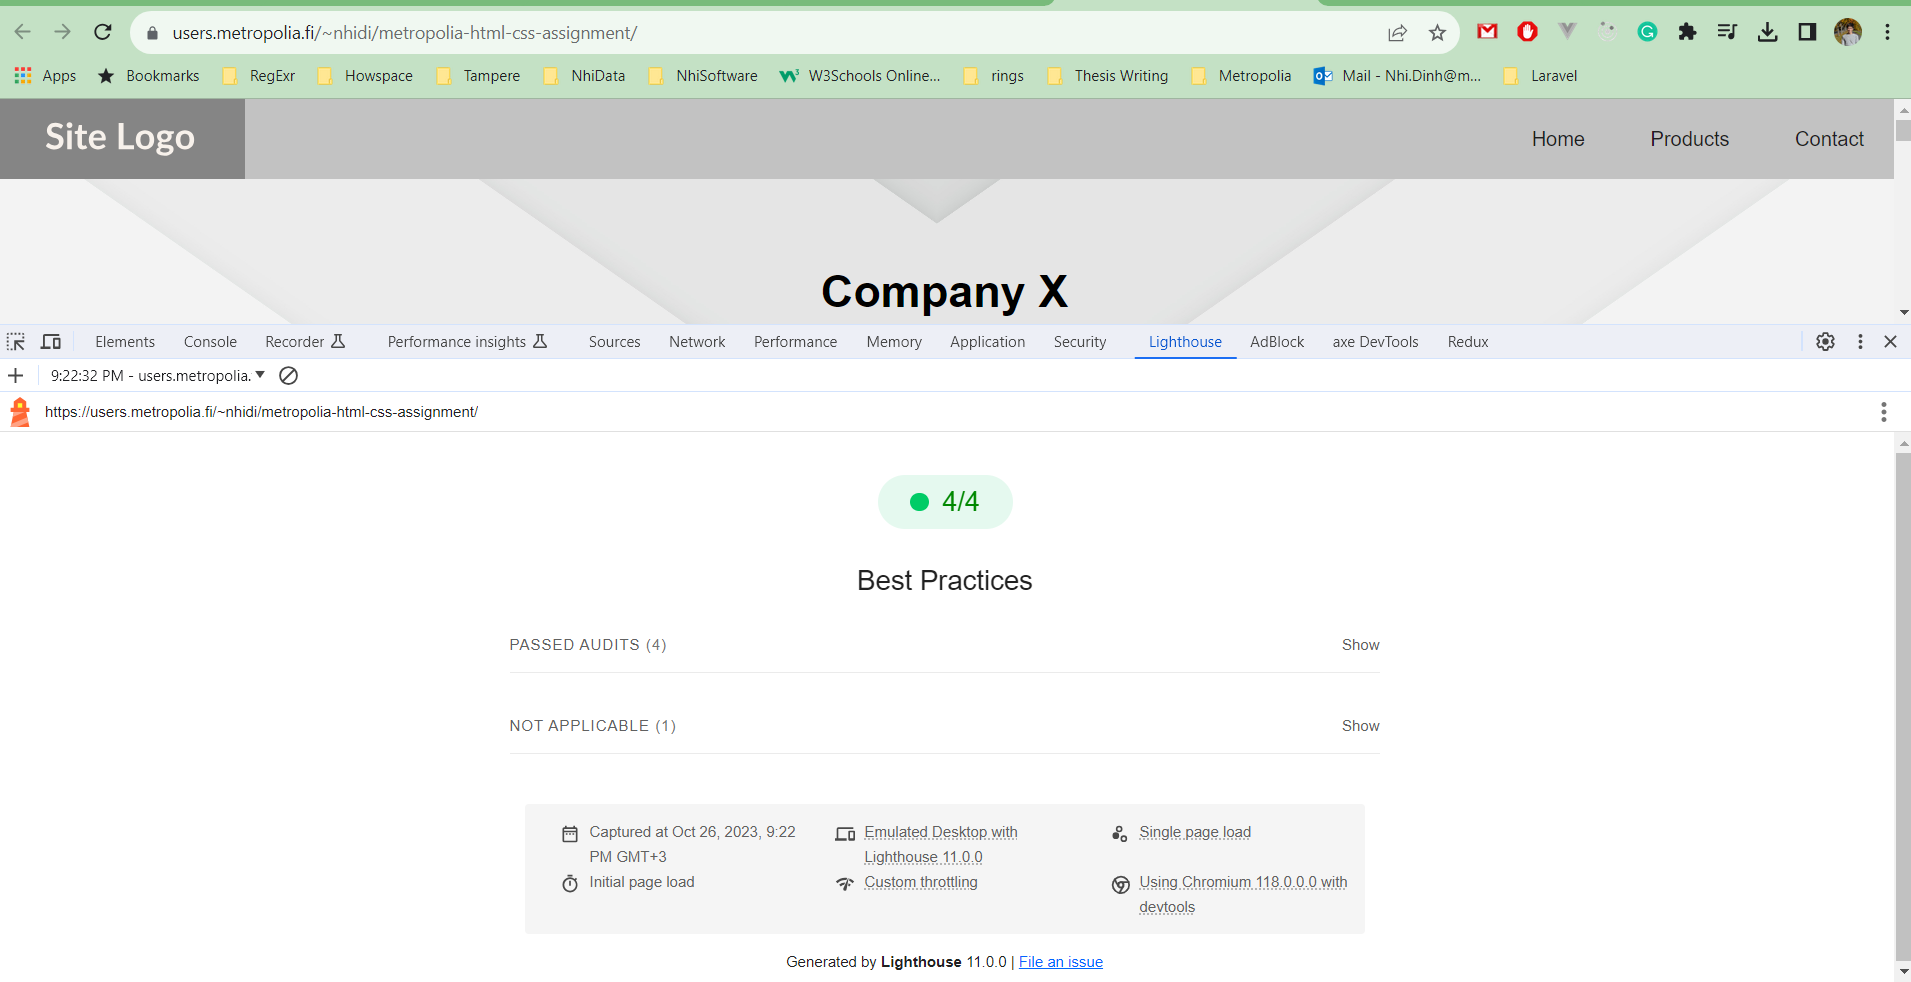 users.metropolia.fi/~nhidi/metropolia-html-css-assignment/
Apps Bookmarks RegExr Howspace Tampere NhiData NhiSoftware W3Schools Online... rings Thesis Writing Metropolia Mail - Nhi.Dinh@m... Laravel
Site Logo Home Products Contact
Company X
Elements Console Recorder Performance insights Sources Network Performance Memory Application Security Lighthouse AdBlock axe DevTools Redux
9:22:32 PM - users.metropolia.
https://users.metropolia.fi/~nhidi/metropolia-html-css-assignment/
4/4
Best Practices
PASSED AUDITS (4) Show
NOT APPLICABLE (1) Show
Captured at Oct 26, 2023, 9:22
PM GMT+3
Emulated Desktop with
Lighthouse 11.0.0
Single page load
Initial page load
Custom throttling
Using Chromium 118.0.0.0 with
devtools
Generated by Lighthouse 11.0.0 | File an issue